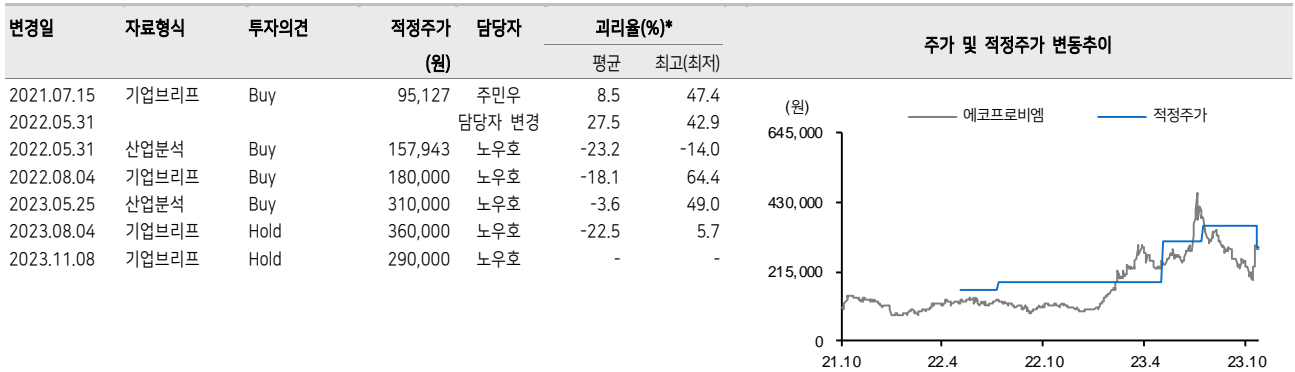 변경일 자료형식 투자의견 적정주가 담당자 괴리율(%)* 주가 및 적정주가 변동추이
(원) 평균 최고(최저)
2021.07.15 기업브리프 Buy 95,127 주민우 8.5 47.4
2022.05.31 담당자 변경 27.5 42.9
2022.05.31 산업분석 Buy 157,943 노우호 -23.2 -14.0
2022.08.04 기업브리프 Buy 180,000 노우호 -18.1 64.4
2023.05.25 산업분석 Buy 310,000 노우호 -3.6 49.0
2023.08.04 기업브리프 Hold 360,000 노우호 -22.5 5.7
2023.11.08 기업브리프 Hold 290,000 노우호 - -
(원)
에코프로비엠 적정주가
645,000
430,000
215,000
0
21.10 22.4 22.10 23.4 23.10